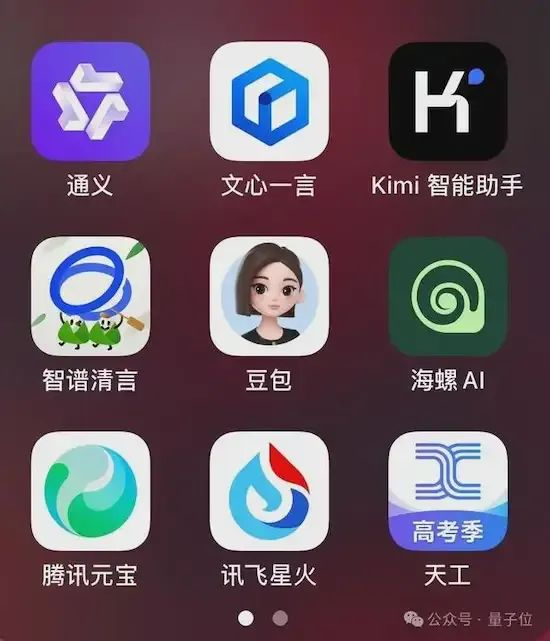 通义
文心一言
Kimi 智能助手
智谱清言
豆包
海螺 AI
高考季
腾讯元宝
讯飞星火
天工
公众号 · 量子位